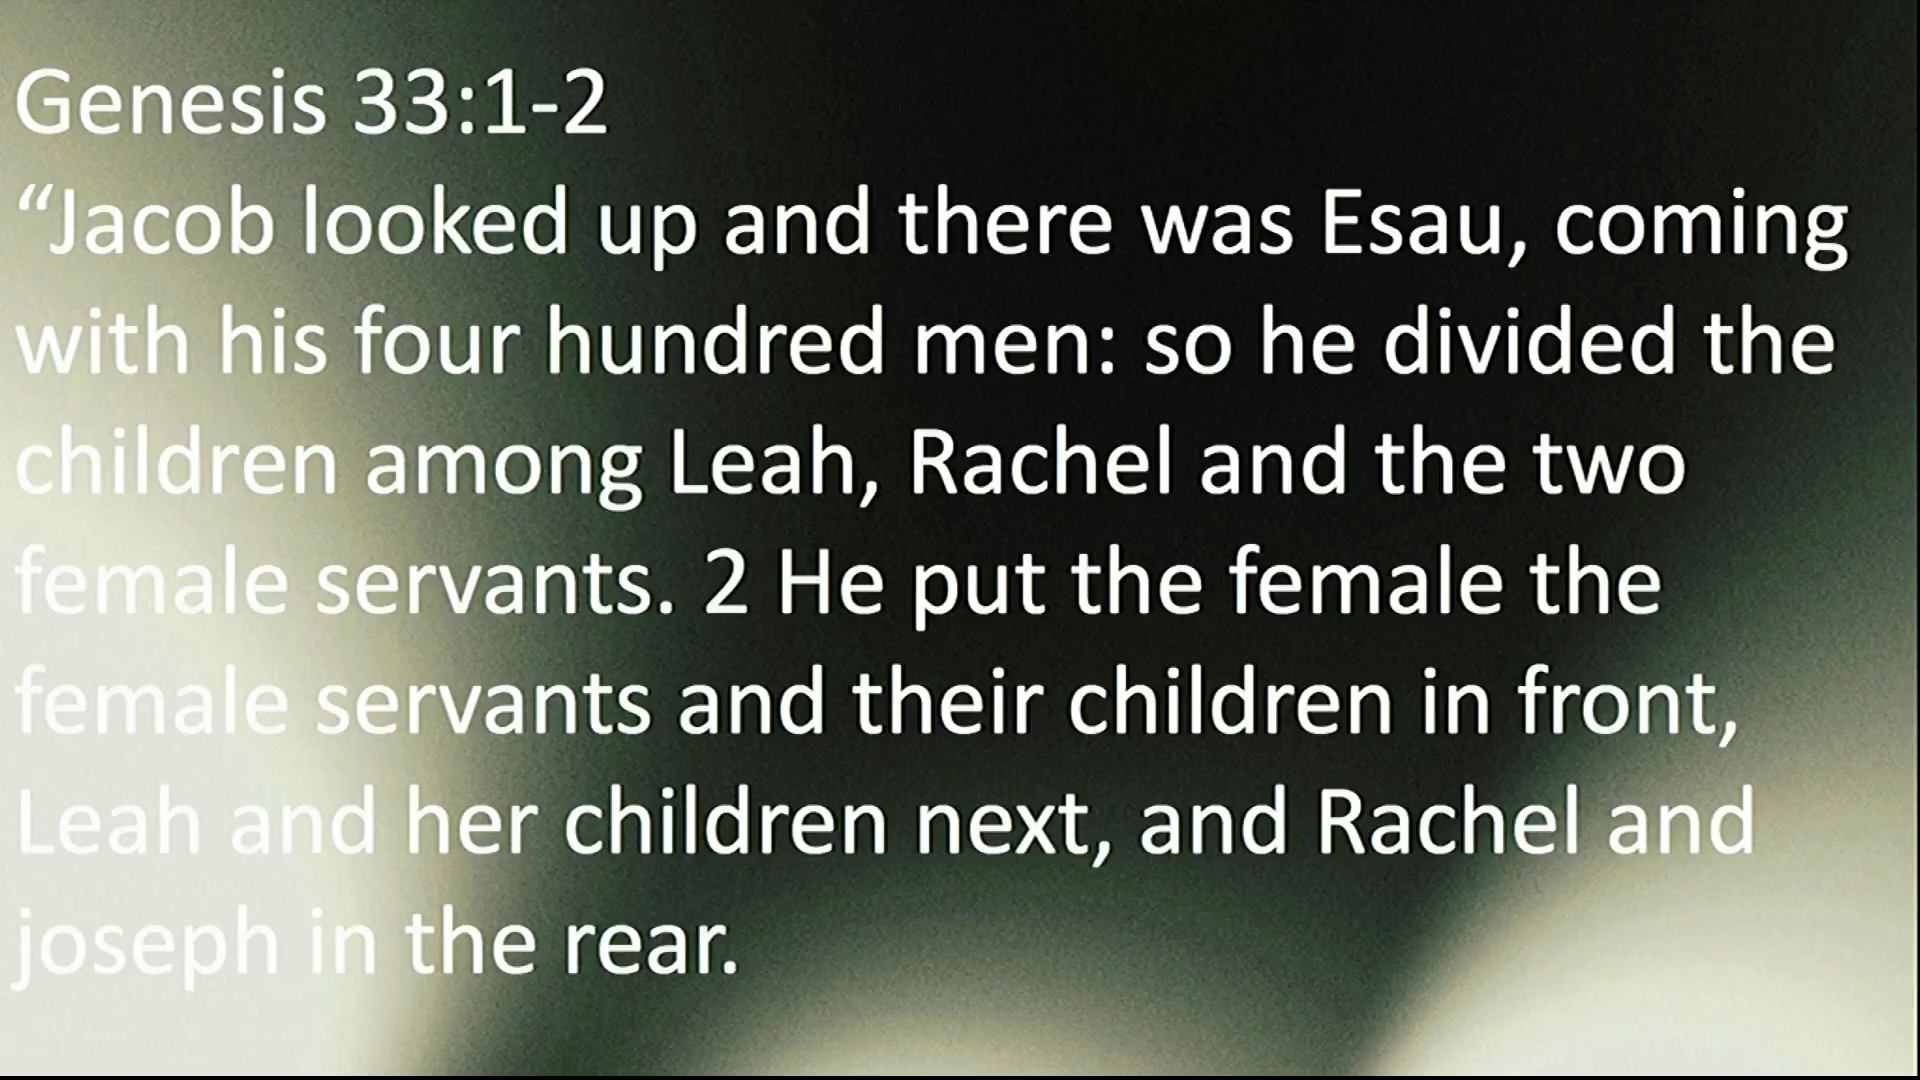 Genesis 33:1-2
“Jacob looked up and there was Esau, coming
with his four hundred men: so he divided the
children among Leah, Rachel and the two
female servants. 2 He put the female the
female servants and their children in front,
Leah and her children next, and Rachel and
joseph in the rear.